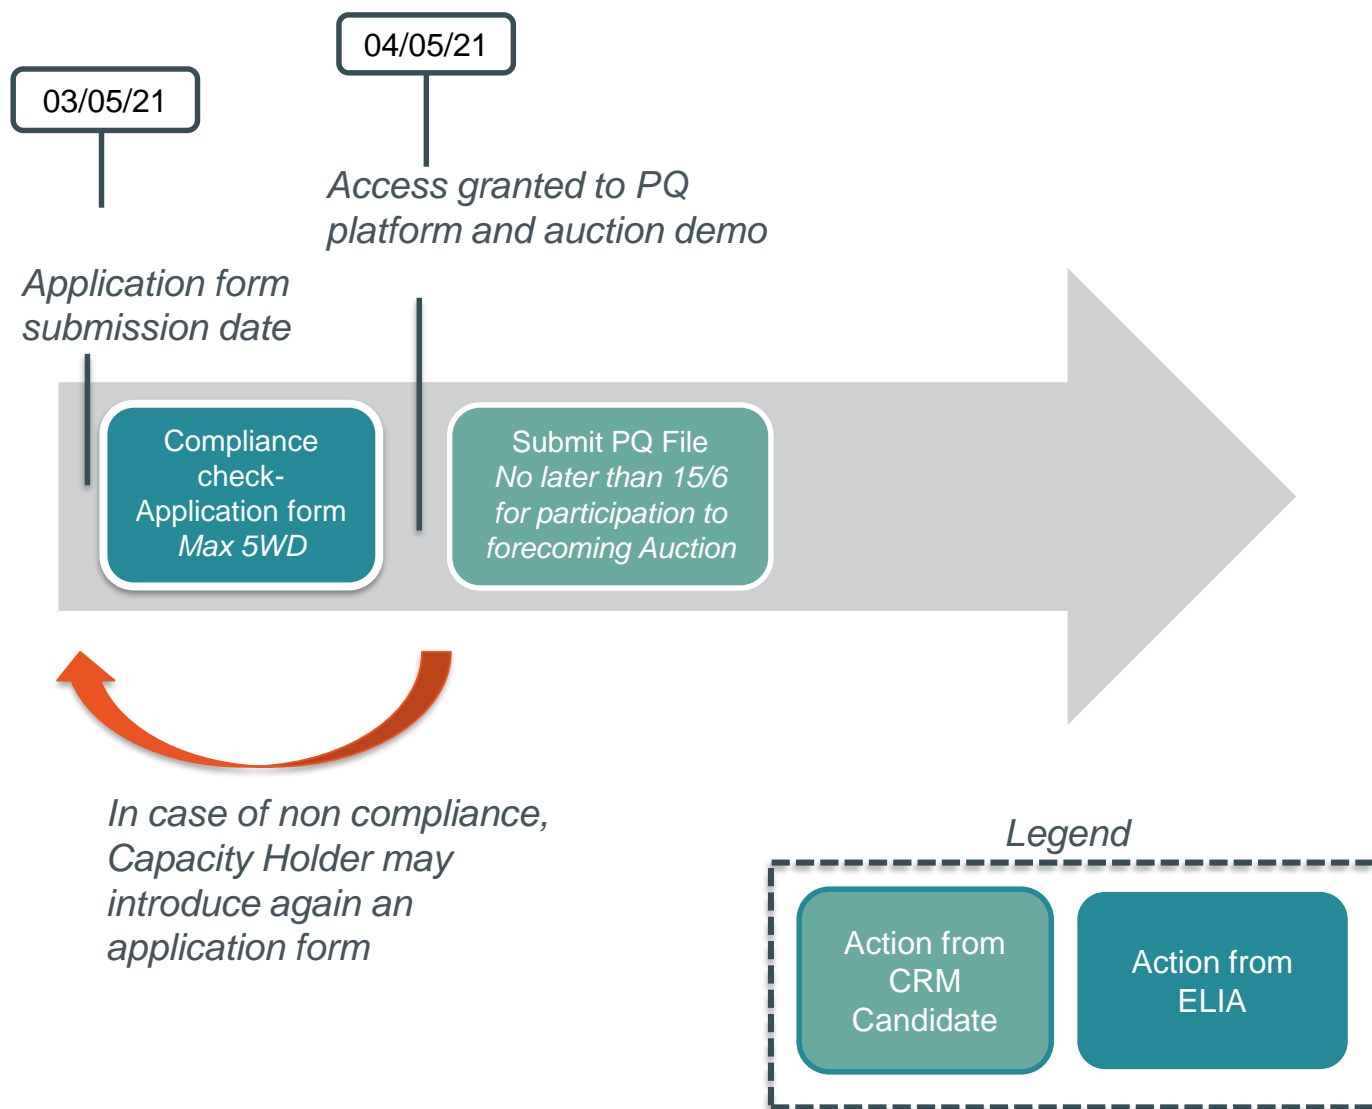 04/05/21
03/05/21
Access granted to PQ
platform and auction demo
Application form
submission date
Compliance
check-
Application form
Max 5WD
Submit PQ File
No later than 15/6
for participation to
forecoming Auction
In case of non compliance,
Capacity Holder may
introduce again an
application form
Legend
Action from
CRM
Candidate
Action from
ELIA